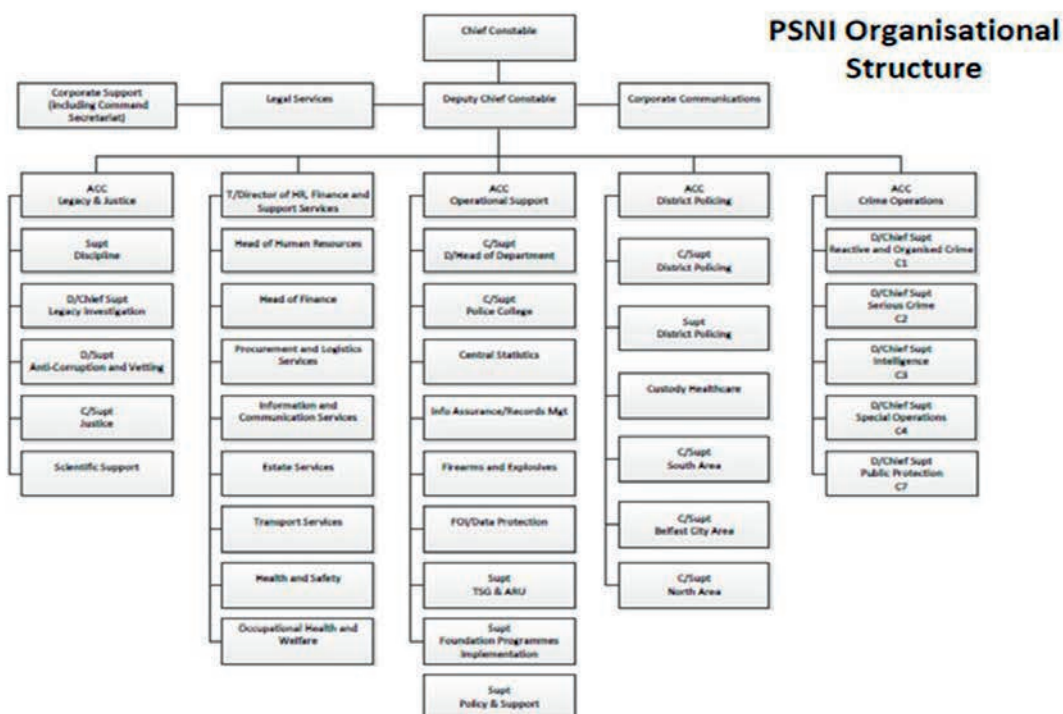 PSNI Organisational
Structure
Chief Constable
Corporate Support
(Including Command
Secretariat)
Legal Services
Deputy Chief Constable
Corporate Communications
ACC
Legacy & Justice
Supt
Discipline
D/Chief Supt
Legacy Investigation
D/Supt
Anti-Corruption and Vetting
C/Supt
Justice
Scientific Support
T/Director of HR, Finance and
Support Services
Head of Human Resources
Head of Finance
Procurement and Logistics
Services
Information and
Communication Services
Estate Services
Transport Services
Health and Safety
Occupational Health and
Welfare
ACC
Operational Support
C/Supt
D/Head of Department
C/Supt
Police College
Central Statistics
Info Assurance/Records Mgt
Firearms and Explosives
FOI/Data Protection
Supt
TSG & ARU
Supt
Foundation Programmes
Implementation
Supt
Policy & Support
ACC
District Policing
C/Supt
District Policing
Supt
District Policing
Custody Healthcare
C/Supt
South Area
C/Supt
Belfast City Area
C/Supt
North Area
ACC
Crime Operations
D/Chief Supt
Reactive and Organised Crime
C1
D/Chief Supt
Serious Crime
C2
D/Chief Supt
Intelligence
C3
D/Chief Supt
Special Operations
C4
D/Chief Supt
Public Protection
C7